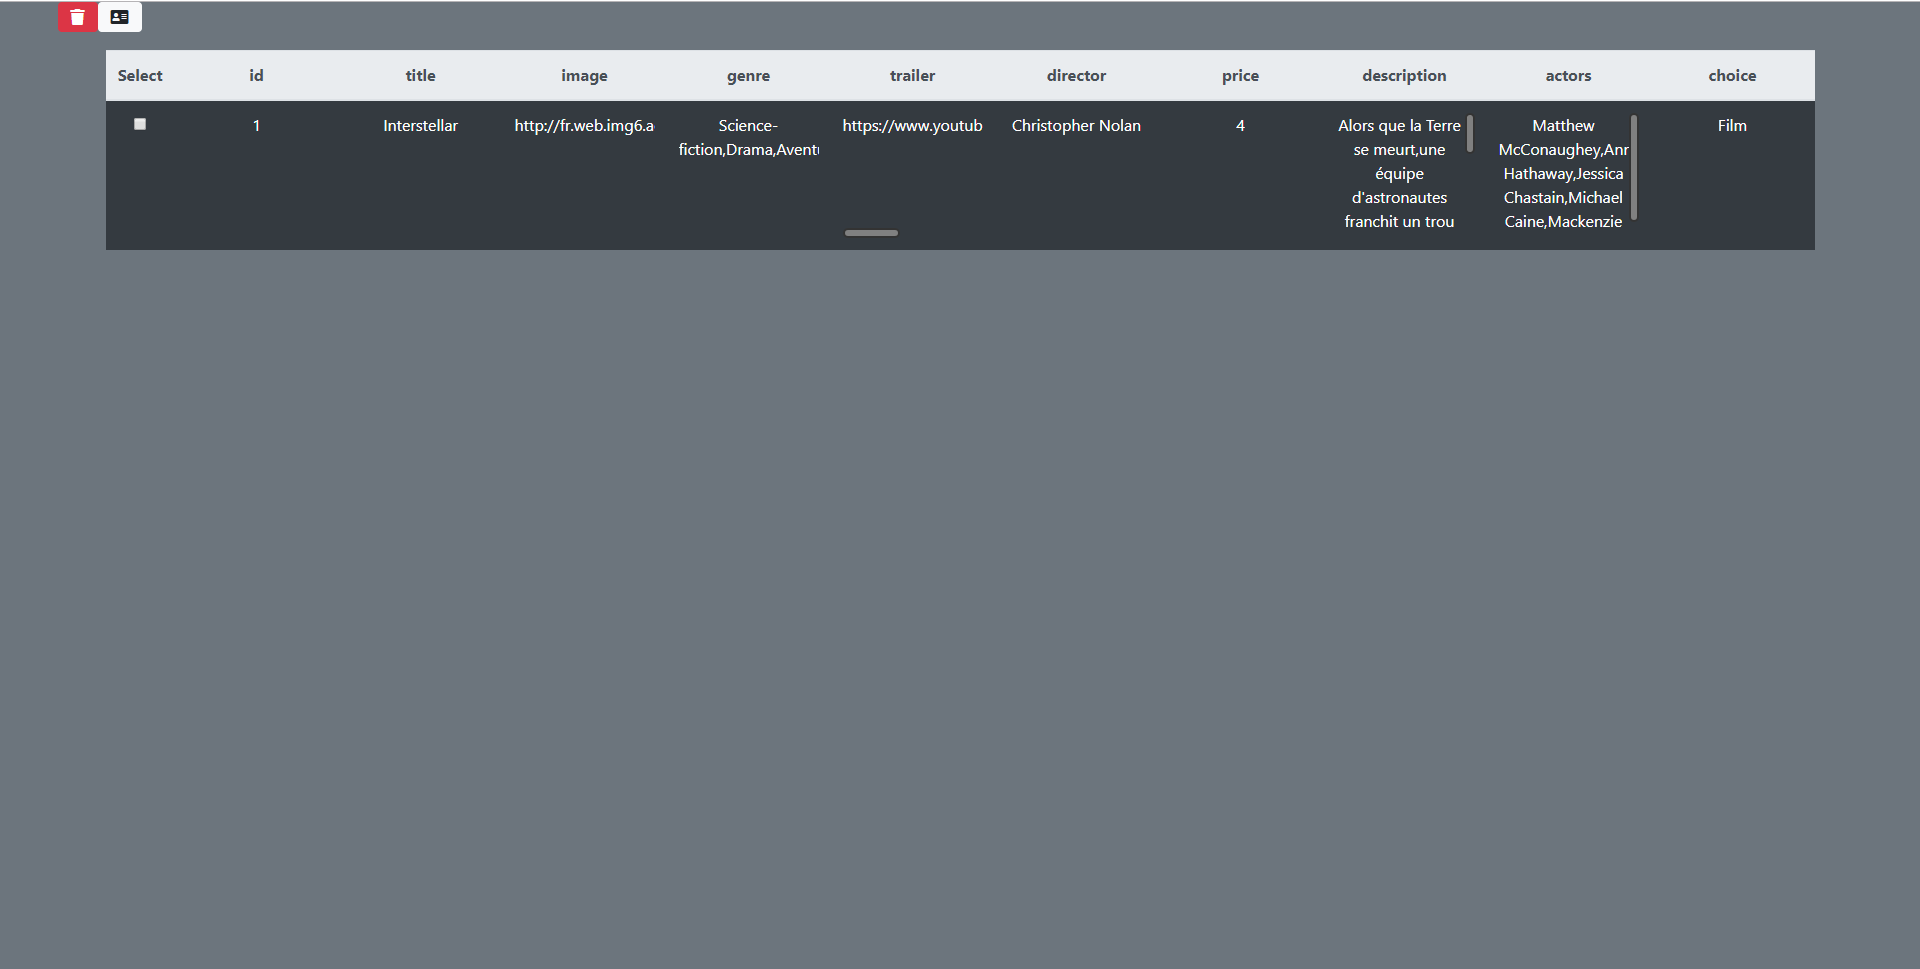 Select id title image genre trailer director price description actors choice
1 Interstellar http://fr.web.img6.a Science- https://www.youtub Christopher Nolan 4 Alors que la Terre Matthew Film
fiction,Drama, se meurt,une McConaughey,
équipe Hathaway,Jessica
d'astronautes Chastain,Michael
franchit un trou Caine,Mackenzie